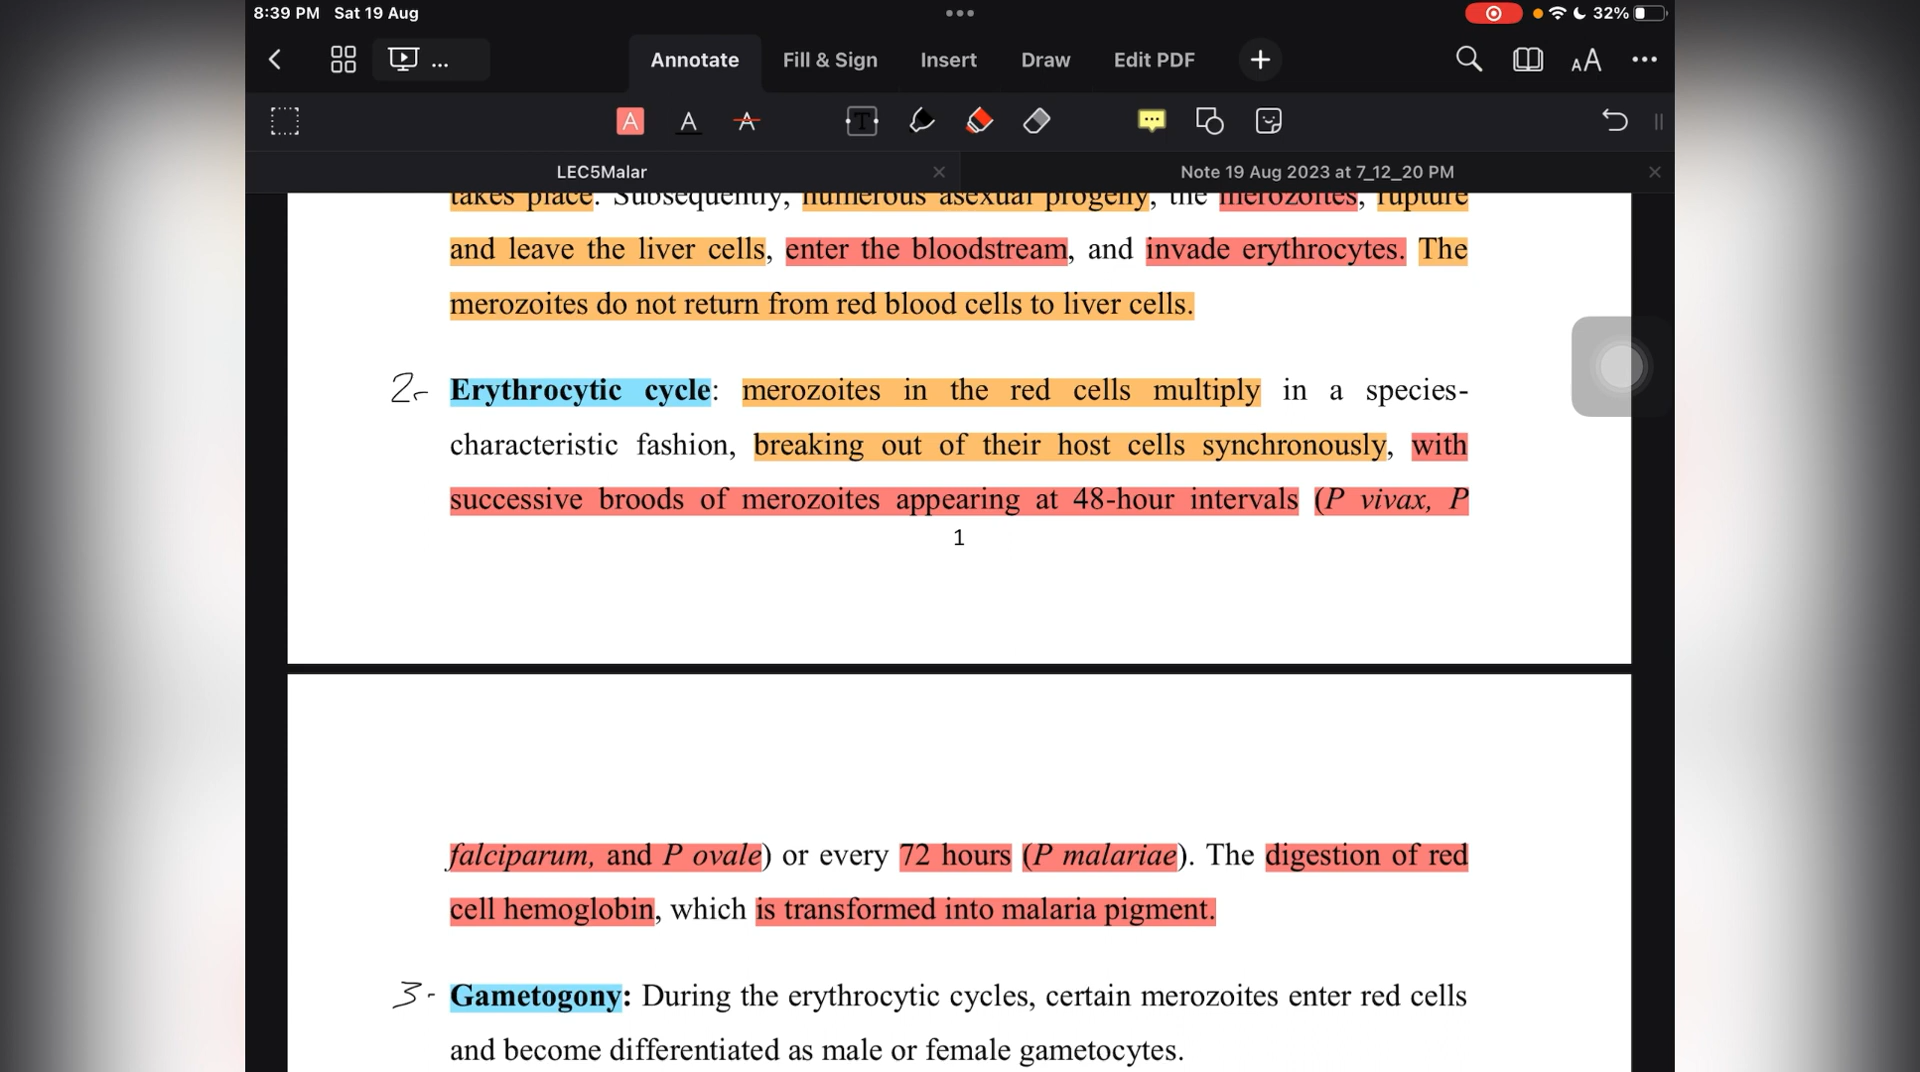 8:39 PM Sat 19 Aug
32%
...
Annotate
Fill & Sign
Insert
Draw
Edit PDF
LEC5Malar
Note 19 Aug 2023 at 7_12_20 PM
takes place. Subsequently, numerous asexual progeny, the merozoites, rupture
and leave the liver cells, enter the bloodstream, and invade erythrocytes. The
merozoites do not return from red blood cells to liver cells.
2- Erythrocytic cycle: merozoites in the red cells multiply in a species-
characteristic fashion, breaking out of their host cells synchronously, with
successive broods of merozoites appearing at 48-hour intervals (P vivax, P
1
falciparum, and P ovale) or every 72 hours (P malariae). The digestion of red
cell hemoglobin, which is transformed into malaria pigment.
3- Gametogony: During the erythrocytic cycles, certain merozoites enter red cells
and become differentiated as male or female gametocytes.